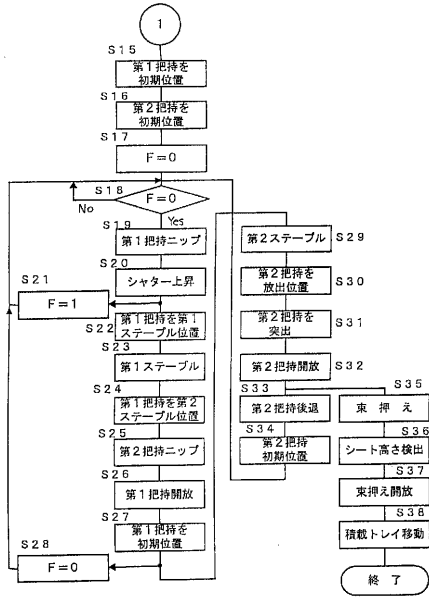 1
S15
第1把持を
初期位置
S16
第2把持を
初期位置
S17
F=0
S18
F=0
No
Yes
S19
第1把持ニップ
S20
シャター上昇
S21
F=1
S22
第1把持を第1
ステープル位置
S23
第1ステープル
S24
第1把持を第2
ステープル位置
S25
第2把持ニップ
S26
第1把持開放
S27
第1把持を
初期位置
S28
F=0
第2ステープル
S29
第2把持を
放出位置
S30
第2把持を
突出
S31
第2把持開放
S32
S33
第2把持後退
S34
第2把持
初期位置
S35
束押え
S36
シート高さ検出
S37
束押え開放
S38
積載トレイ移動
終了